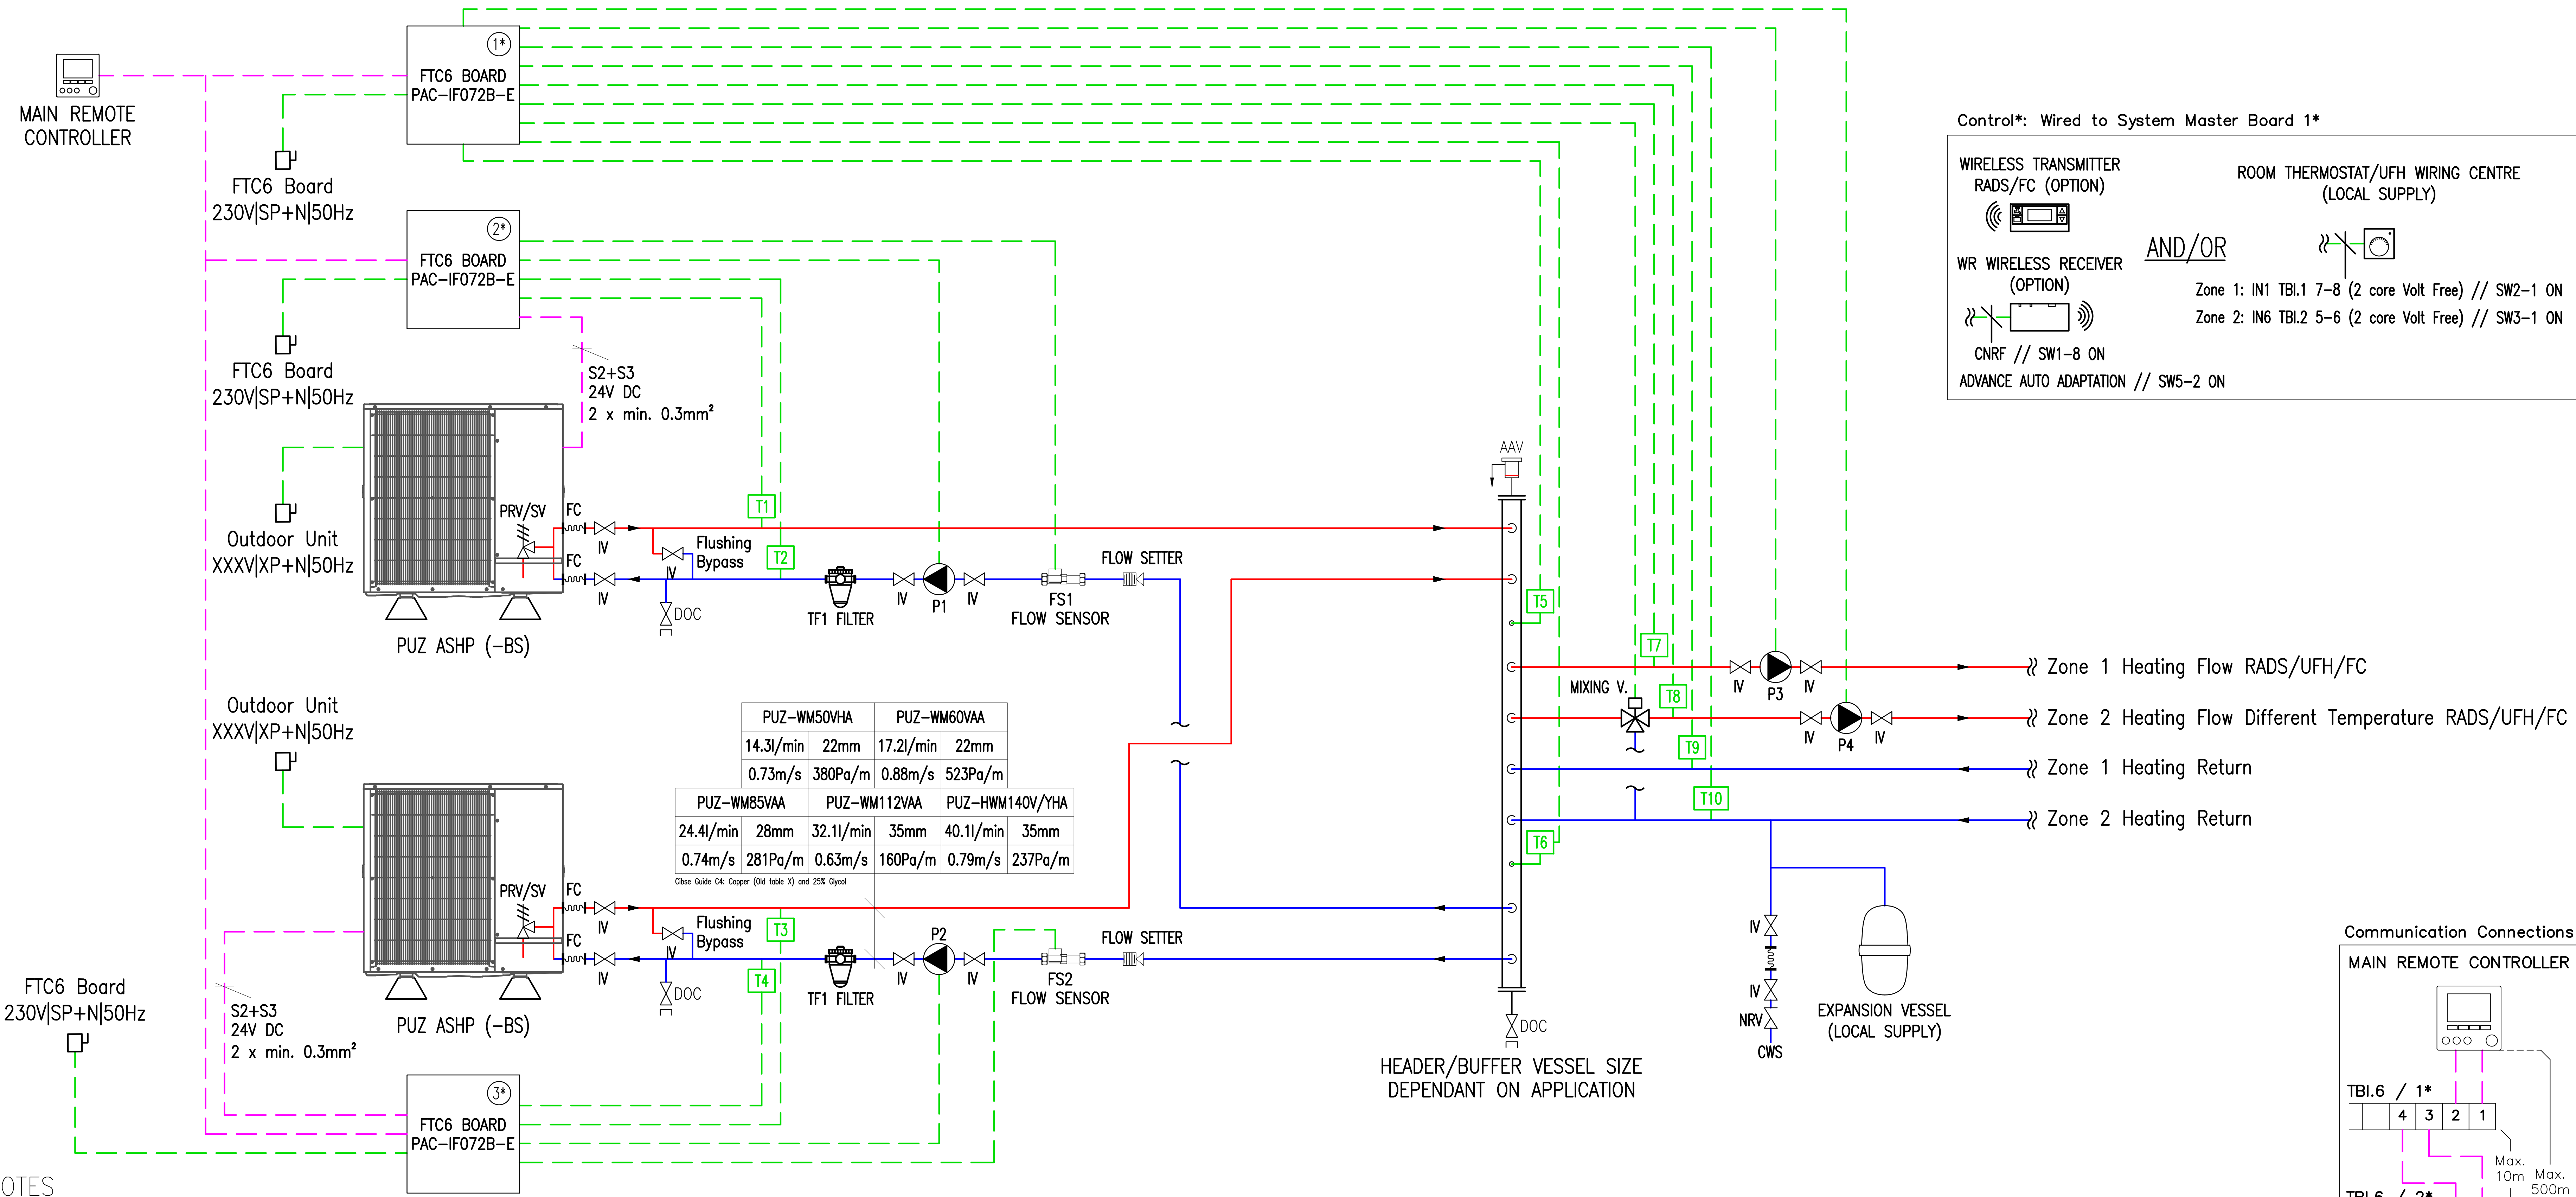 1*
FTC6 BOARD
PAC-IF072B-E
MAIN REMOTE
CONTROLLER
FTC6 Board
230V|SP+N|50Hz
2*
FTC6 BOARD
PAC-IF072B-E
FTC6 Board
230V|SP+N|50Hz
S2+S3
24V DC
2 x min. 0.3mm²
Outdoor Unit
XXXV|XP+N|50Hz
PRV/SV
FC
IV
FC
IV
Flushing
Bypass
IV
DOC
T1
T2
TF1 FILTER
IV
P1
IV
FS1
FLOW SENSOR
FLOW SETTER
PUZ ASHP (-BS)
Outdoor Unit
XXXV|XP+N|50Hz
PUZ-WM50VHA PUZ-WM60VAA
14.3l/min 22mm 17.2l/min 22mm
0.73m/s 380Pa/m 0.88m/s 523Pa/m
PUZ-WM85VAA PUZ-WM112VAA PUZ-HWM140V/YHA
24.4l/min 28mm 32.1l/min 35mm 40.1l/min 35mm
0.74m/s 281Pa/m 0.63m/s 160Pa/m 0.79m/s 237Pa/m
Cibse Guide C4: Copper (Old table X) and 25% Glycol
PRV/SV
FC
IV
FC
IV
Flushing
Bypass
IV
DOC
T3
T4
TF1 FILTER
IV
P2
IV
FS2
FLOW SENSOR
FLOW SETTER
PUZ ASHP (-BS)
FTC6 Board
230V|SP+N|50Hz
S2+S3
24V DC
2 x min. 0.3mm²
3*
FTC6 BOARD
PAC-IF072B-E
OTES
AAV
T5
T6
DOC
HEADER/BUFFER VESSEL SIZE
DEPENDANT ON APPLICATION
T7
T8
T9
T10
MIXING V.
IV
P3
IV
IV
P4
IV
Zone 1 Heating Flow RADS/UFH/FC
Zone 2 Heating Flow Different Temperature RADS/UFH/FC
Zone 1 Heating Return
Zone 2 Heating Return
IV
IV
NRV
CWS
EXPANSION VESSEL
(LOCAL SUPPLY)
Control*: Wired to System Master Board 1*
WIRELESS TRANSMITTER
RADS/FC (OPTION)
WR WIRELESS RECEIVER
(OPTION)
CNRF // SW1-8 ON
ADVANCE AUTO ADAPTATION // SW5-2 ON
AND/OR
ROOM THERMOSTAT/UFH WIRING CENTRE
(LOCAL SUPPLY)
Zone 1: IN1 TBI.1 7-8 (2 core Volt Free) // SW2-1 ON
Zone 2: IN6 TBI.2 5-6 (2 core Volt Free) // SW3-1 ON
Communication Connections
MAIN REMOTE CONTROLLER
TBI.6 / 1*
4 3 2 1
Max.
10m
Max.
500m
TBI.6 / 2*